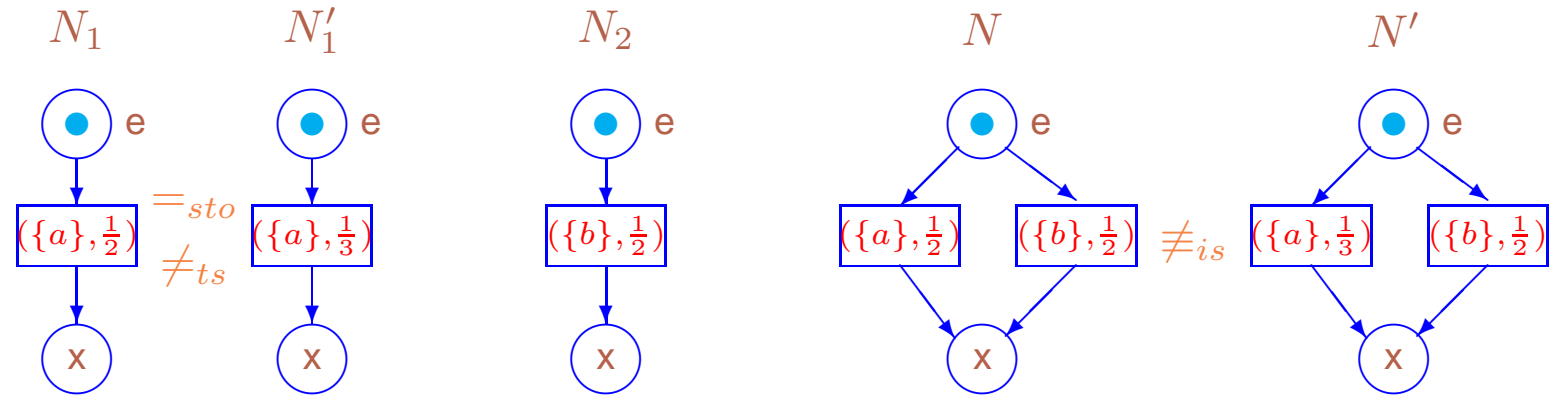 N₁ N′₁ N₂ N N′
e e e e e
=ₛₜₒ
({a},½) ({a},⅓) ({b},½) ({a},½) ({b},½) ≢ᵢₛ ({a},⅓) ({b},½)
≠ₜₛ
x x x x x